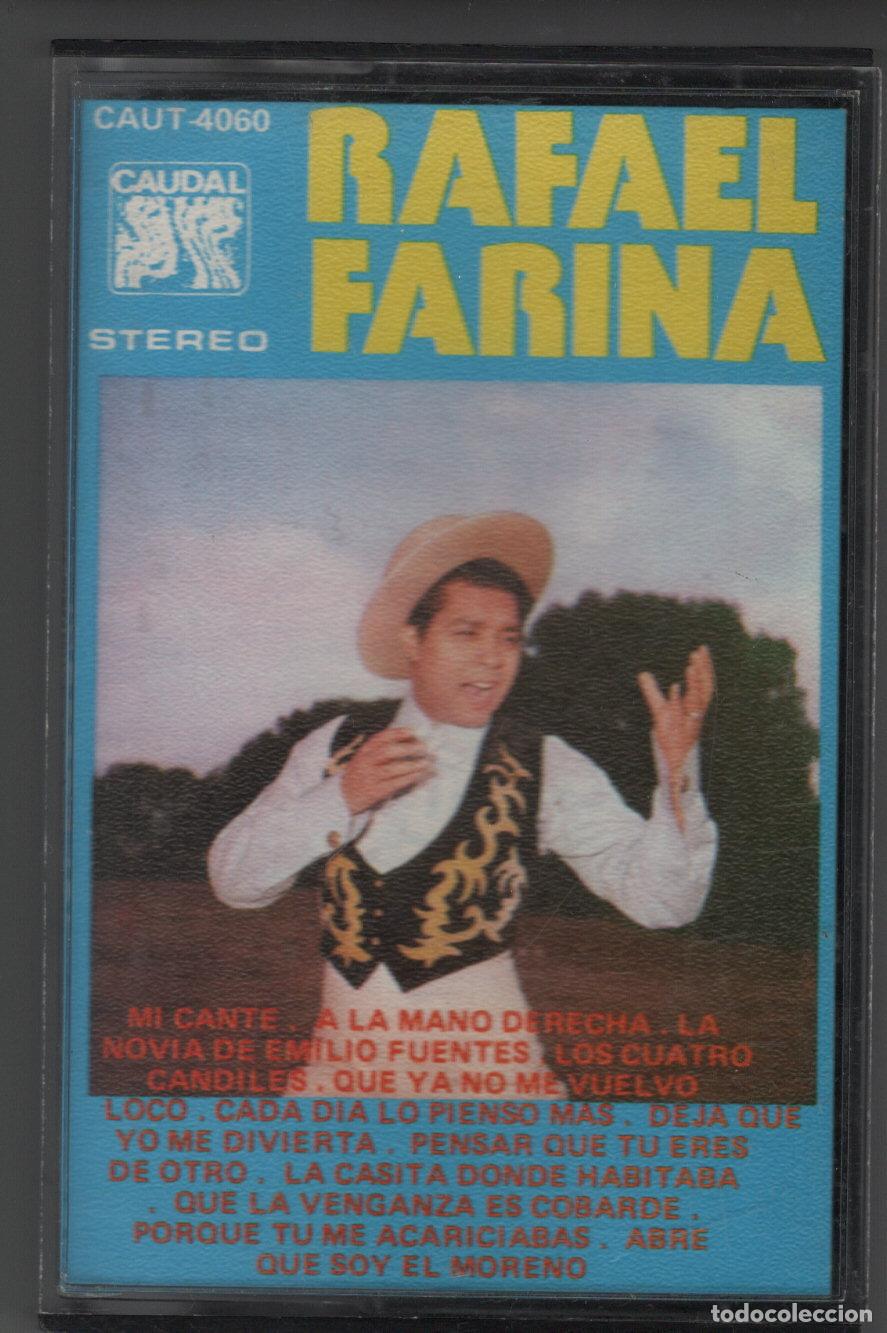 CAUT-4060
CAUDAL
STEREO
RAFAEL
FARINA
MI CANTE . A LA MANO DERECHA . LA
NOVIA DE EMILIO FUENTES . LOS CUATRO
CANDILES . QUE YA NO ME VUELVO
LOCO . CADA DIA LO PIENSO MAS . DEJA QUE
YO ME DIVIERTA . PENSAR QUE TU ERES
DE OTRO . LA CASITA DONDE HABITABA
. QUE LA VENGANZA ES COBARDE .
PORQUE TU ME ACARICIABAS . ABRE
QUE SOY EL MORENO
todocoleccion